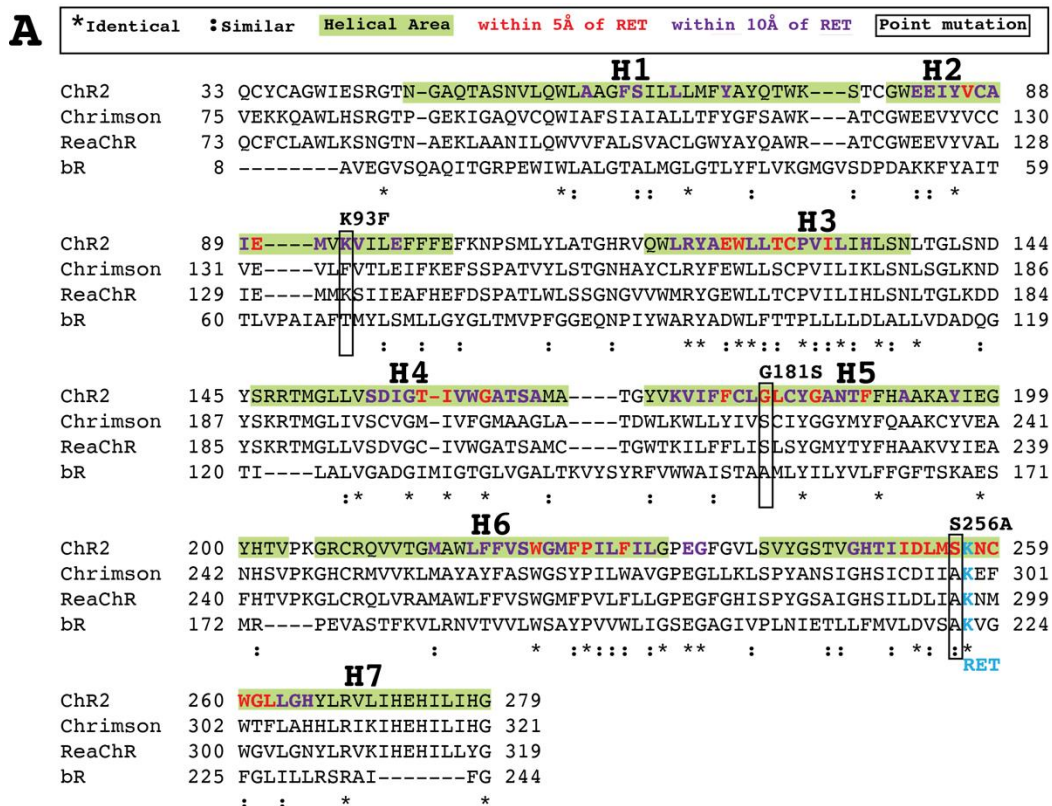 A
*Identical :Similar Helical Area within 5Å of RET within 10Å of RET Point mutation
H1 H2
ChR2 33 QCYCAGWIESRGTN-GAQTASNVLQWLAAGFSILLLMFYAYQTWK---STCGWEEIYVCA 88
Chrimson 75 VEKKQAWLHSRGTP-GEKIGAQVCQWIAFSIAIALLTFYGFSAWK---ATCGWEEVYVCC 130
ReaChR 73 QCFCLAWLKSNGTN-AEKLAANILQWVVFALSVACLGWYAYQAWR---ATCGWEEVYVAL 128
bR 8 --------AVEGVSQAQITGRPEWIWLALGTALMGLGTLYFLVKGMGVSDPDAKKFYAIT 59
* *: :: * : : :: *
K93F H3
ChR2 89 IE----MVKVILEFFFEFKNPSMLYLATGHRVQWLRYAEWLLTCPVILIHLSNLTGLSND 144
Chrimson 131 VE----VLFVTLEIFKEFSSPATVYLSTGNHAYCLRYFEWLLSCPVILIKLSNLSGLKND 186
ReaChR 129 IE----MMKSIIEAFHEFDSPATLWLSSGNGVVWMRYGEWLLTCPVILIHLSNLTGLKDD 184
bR 60 TLVPAIAFTMYLSMLLGYGLTMVPFGGEQNPIYWARYADWLFTTPLLLLDLALLVDADQG 119
: : : : : ** :*** *::* :* * :
H4 G181S H5
ChR2 145 YSRRTMGLLVSDIGT-IVWGATSAMA----TGYVKVIFFCLGLCYGANTFFHAAKAYIEG 199
Chrimson 187 YSKRTMGLIVSCVGM-IVFGMAAGLA----TDWLKWLLYIVSCIYGGYMYFQAAKCYVEA 241
ReaChR 185 YSKRTMGLLVSDVGC-IVWGATSAMC----TGWTKILFFLISLSYGMYTYFHAAKVYIEA 239
bR 120 TI----LALVGADGIMIGTGLVGALTKVYSYRFVWWAISTAAMLYILYVLFFGFTSKAES 171
:* * * * : : : * * *
H6 S256A
ChR2 200 YHTVPKGRCRQVVTGMAWLFFVSWGMFPILFILGPEGFGVLSVYGSTVGHTIIDLMSKNC 259
Chrimson 242 NHSVPKGHCRMVVKLMAYAYFASWGSYPILWAVGPEGLLKLSPYANSIGHSICDIIAKEF 301
ReaChR 240 FHTVPKGLCRQLVRAMAWLFFVSWGMFPVLFLLGPEGFGHISPYGSAIGHSILDLIAKNM 299
bR 172 MR----PEVASTFKVLRNVTVVLWSAYPVVWLIGSEGAGIVPLNIETLLFMVLDVSAKVG 224
: : * :*::: :* ** :: : *: :*
RET
H7
ChR2 260 WGLLGHYLRVLIHEHILIHG 279
Chrimson 302 WTFLAHHLRIKIHEHILIHG 321
ReaChR 300 WGVLGNYLRVKIHEHILLYG 319
bR 225 FGLILLRSRAI-------FG 244
: : * *